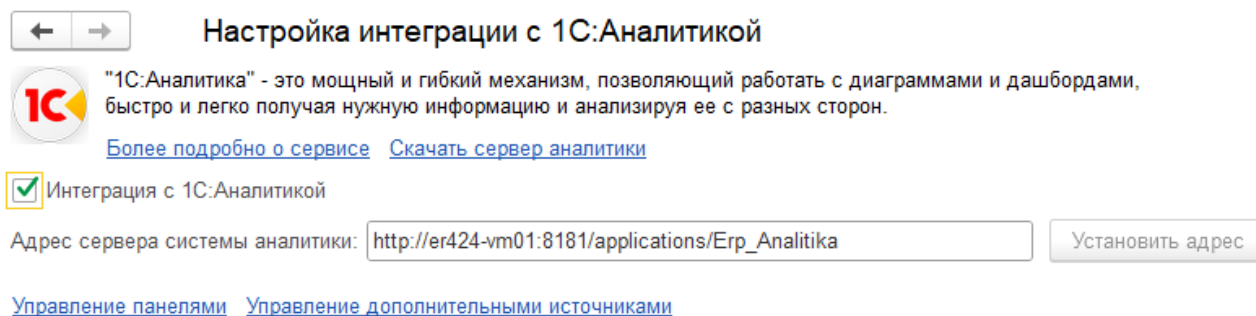 Настройка интеграции с 1С:Аналитикой
"1С:Аналитика" - это мощный и гибкий механизм, позволяющий работать с диаграммами и дашбордами,
быстро и легко получая нужную информацию и анализируя ее с разных сторон.
1С
Более подробно о сервисе Скачать сервер аналитики
Интеграция с 1С:Аналитикой
Адрес сервера системы аналитики: http://er424-vm01:8181/applications/Erp_Analitika Установить адрес
Управление панелями Управление дополнительными источниками